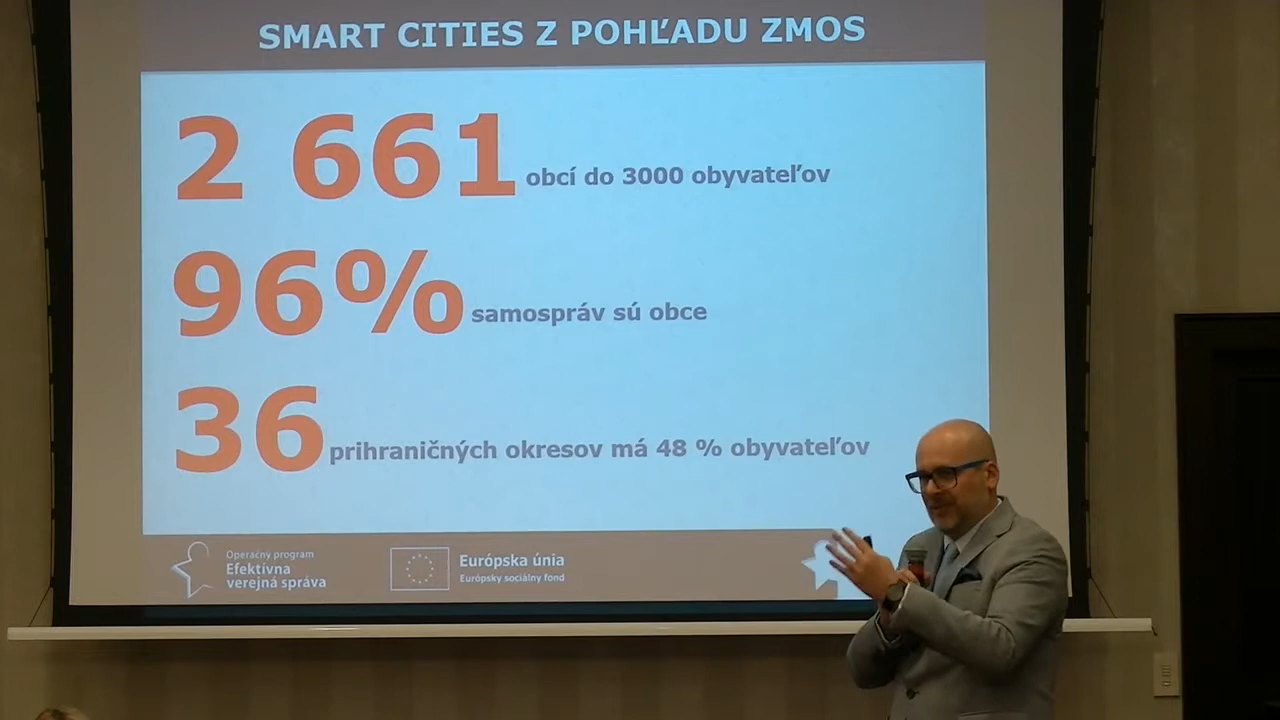 SMART CITIES Z POHĽADU ZMOS
2 661 obcí do 3000 obyvateľov
96% samospráv sú obce
36 prihraničných okresov má 48 % obyvateľov
Operačný program
Efektívna
verejná správa
Európska únia
Európsky sociálny fond